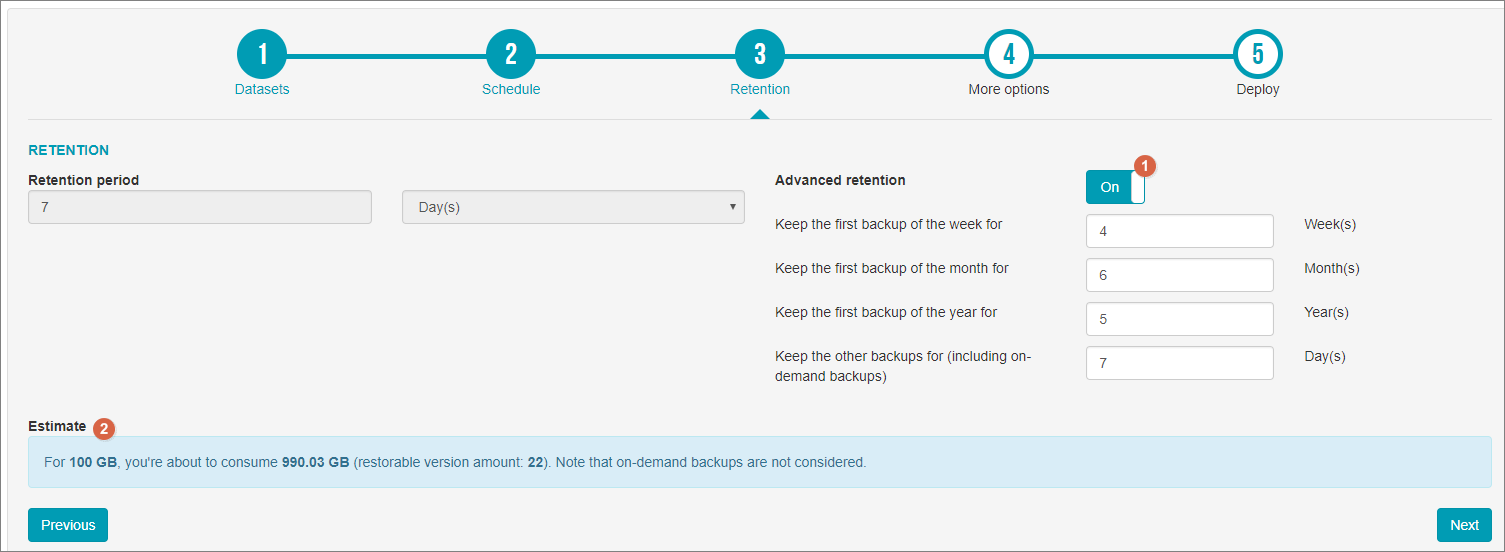 1 2 3 4 5
Datasets Schedule Retention More options Deploy
RETENTION
Retention period
7 Day(s)
Advanced retention On 1
Keep the first backup of the week for 4 Week(s)
Keep the first backup of the month for 6 Month(s)
Keep the first backup of the year for 5 Year(s)
Keep the other backups for (including on- 7 Day(s)
demand backups)
Estimate 2
For 100 GB, you're about to consume 990.03 GB (restorable version amount: 22). Note that on-demand backups are not considered.
Previous Next